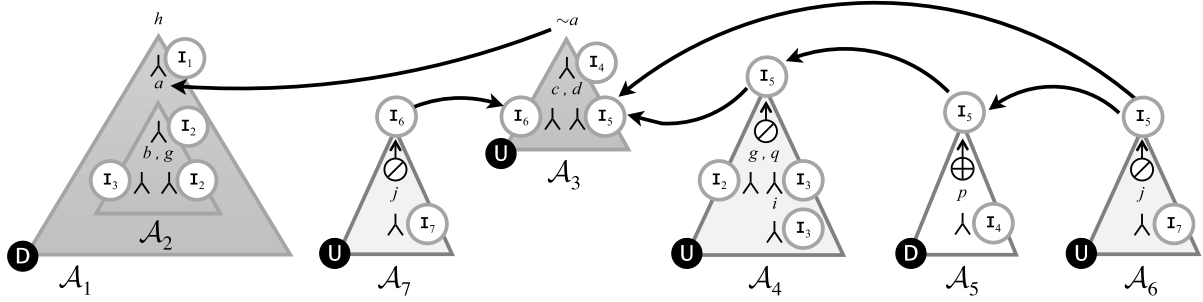 h
I₁
a
I₂
b , g
I₃
I₂
𝒜₂
D
𝒜₁
I₆
j
I₇
U
𝒜₇
~a
I₄
c , d
I₆
I₅
U
𝒜₃
I₅
g , q
I₂
I₃
i
I₃
U
𝒜₄
I₅
p
I₄
D
𝒜₅
I₅
j
I₇
U
𝒜₆